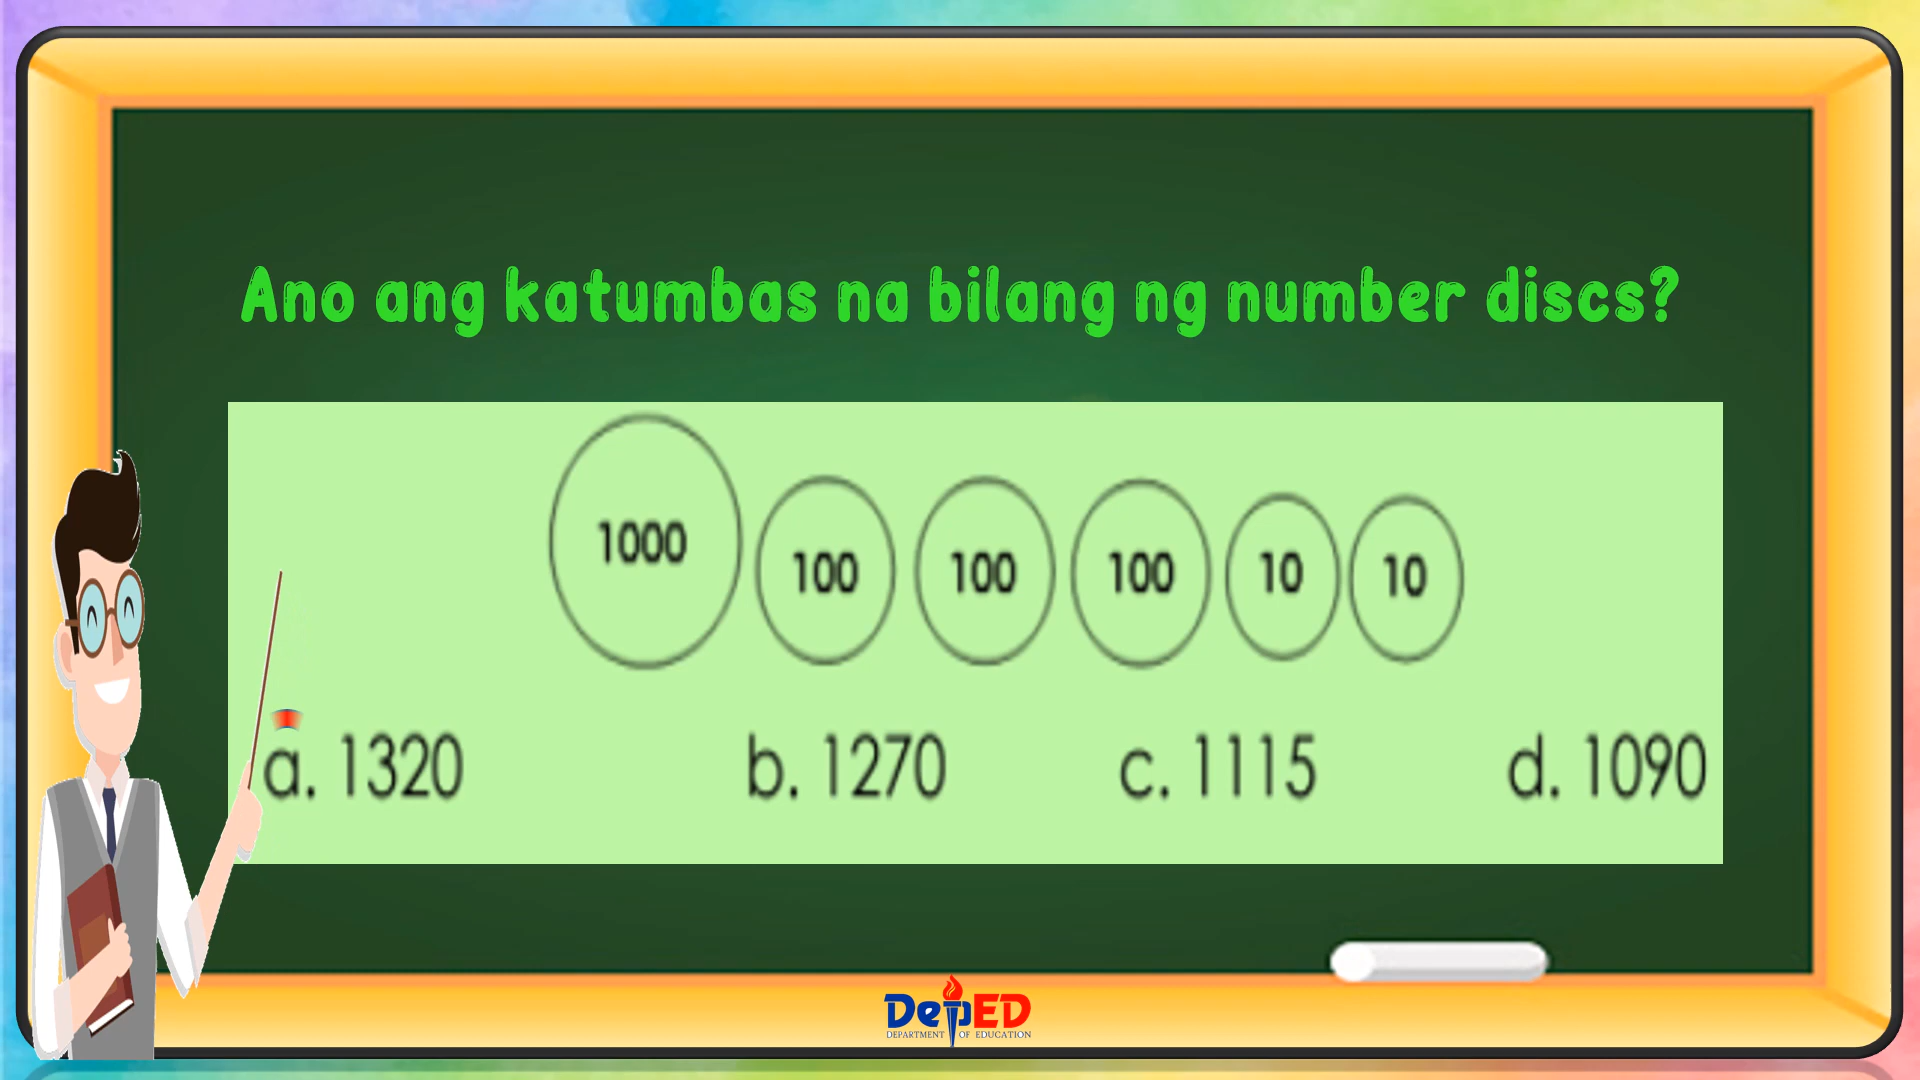 Ano ang katumbas na bilang ng number discs?
1000 100 100 100 10 10
a. 1320 b. 1270 c. 1115 d. 1090
DepED
DEPARTMENT OF EDUCATION